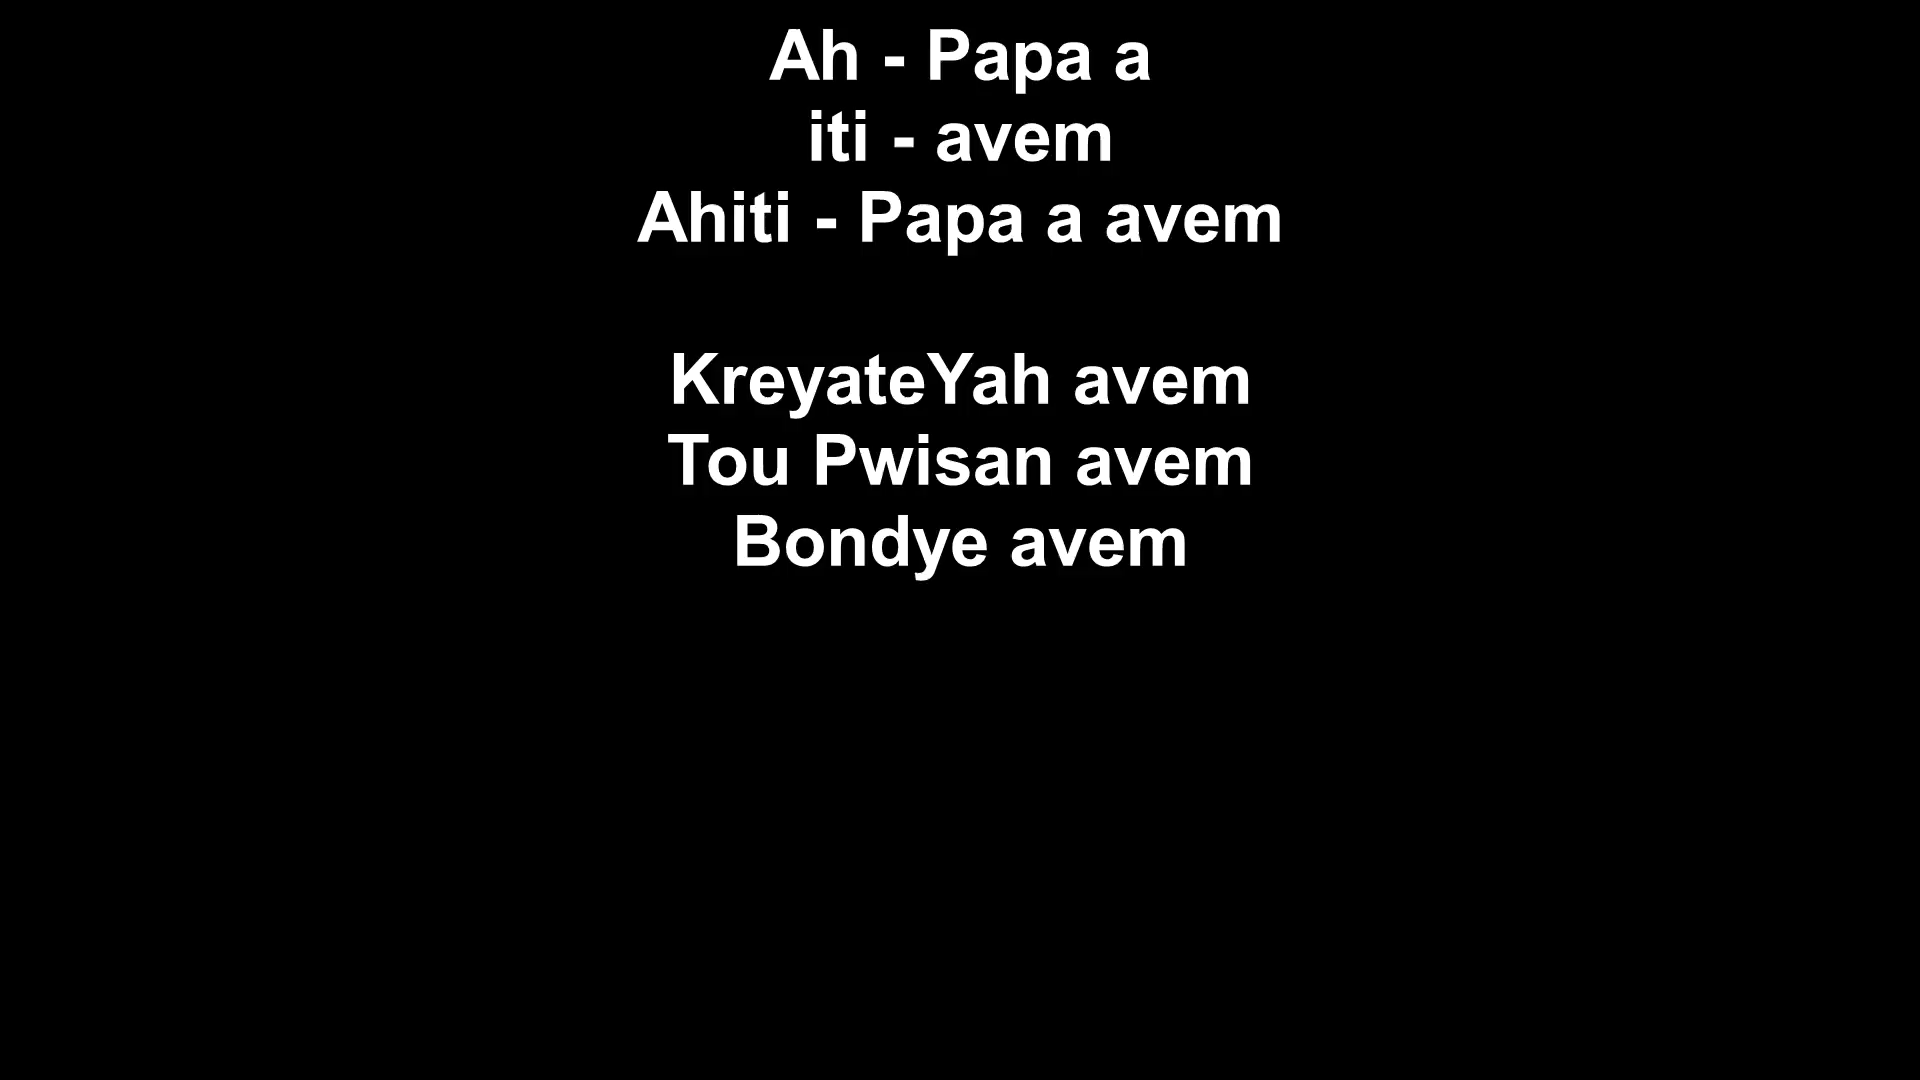 Ah - Papa a
iti - avem
Ahiti - Papa a avem
KreyateYah avem
Tou Pwisan avem
Bondye avem